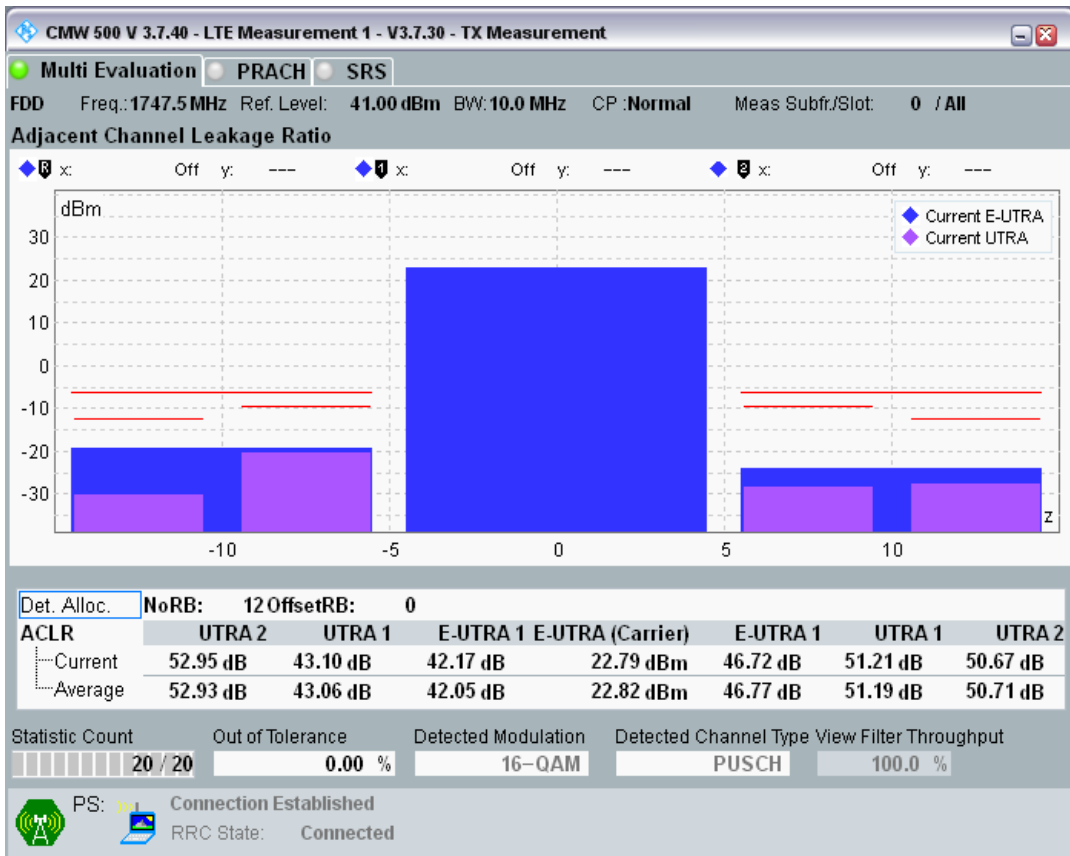 CMW 500 V 3.7.40 - LTE Measurement 1 - V3.7.30 - TX Measurement
Multi Evaluation PRACH SRS
FDD Freq.:1747.5 MHz Ref. Level: 41.00 dBm BW:10.0 MHz CP :Normal Meas Subfr./Slot: 0 / All
Adjacent Channel Leakage Ratio
R x: Off y: --- 1 x: Off y: --- 2 x: Off y: ---
dBm
Current E-UTRA
Current UTRA
30
20
10
0
-10
-20
-30
z
-10 -5 0 5 10
Det. Alloc. NoRB: 12 OffsetRB: 0
ACLR UTRA 2 UTRA 1 E-UTRA 1 E-UTRA (Carrier) E-UTRA 1 UTRA 1 UTRA 2
Current 52.95 dB 43.10 dB 42.17 dB 22.79 dBm 46.72 dB 51.21 dB 50.67 dB
Average 52.93 dB 43.06 dB 42.05 dB 22.82 dBm 46.77 dB 51.19 dB 50.71 dB
Statistic Count Out of Tolerance Detected Modulation Detected Channel Type View Filter Throughput
20 / 20 0.00 % 16-QAM PUSCH 100.0 %
PS: Connection Established
RRC State: Connected